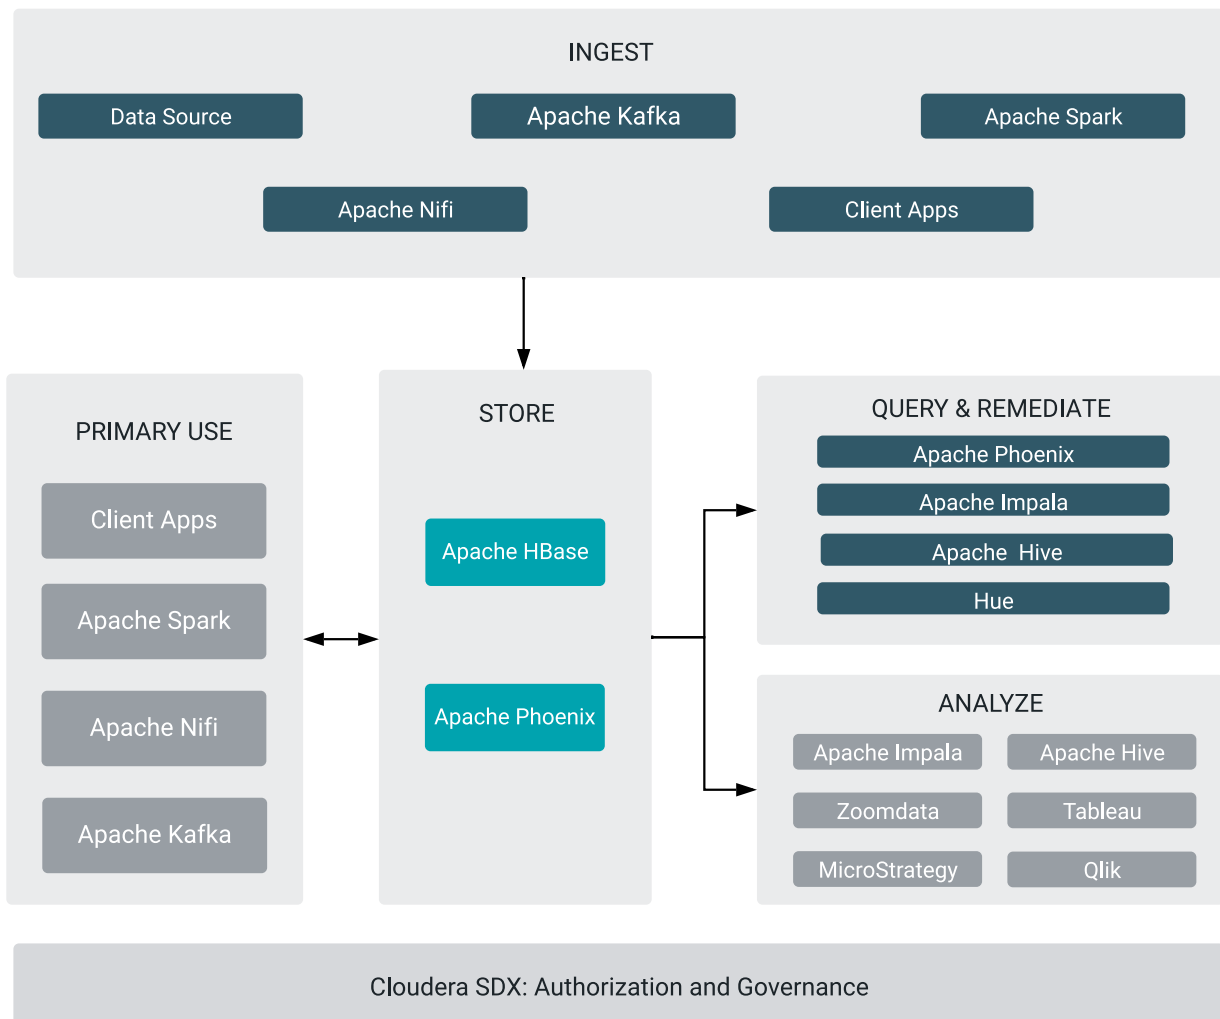 INGEST
Data Source
Apache Kafka
Apache Spark
Apache Nifi
Client Apps
PRIMARY USE
Client Apps
Apache Spark
Apache Nifi
Apache Kafka
STORE
Apache HBase
Apache Phoenix
QUERY & REMEDIATE
Apache Phoenix
Apache Impala
Apache Hive
Hue
ANALYZE
Apache Impala
Apache Hive
Zoomdata
Tableau
MicroStrategy
Qlik
Cloudera SDX: Authorization and Governance